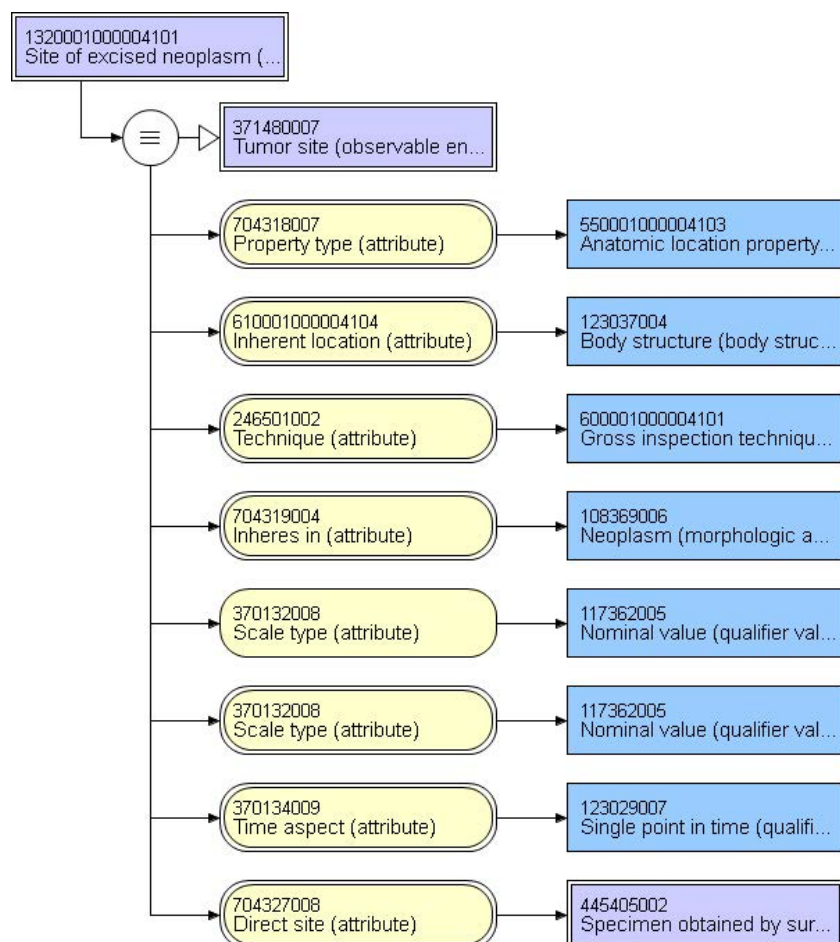 1320001000004101
Site of excised neoplasm (...
371480007
Tumor site (observable en...
704318007
Property type (attribute)
550001000004103
Anatomic location property...
610001000004104
Inherent location (attribute)
123037004
Body structure (body struc...
246501002
Technique (attribute)
600001000004101
Gross inspection techniqu...
704319004
Inheres in (attribute)
108369006
Neoplasm (morphologic a...
370132008
Scale type (attribute)
117362005
Nominal value (qualifier val...
370132008
Scale type (attribute)
117362005
Nominal value (qualifier val...
370134009
Time aspect (attribute)
123029007
Single point in time (qualifi...
704327008
Direct site (attribute)
445405002
Specimen obtained by sur...